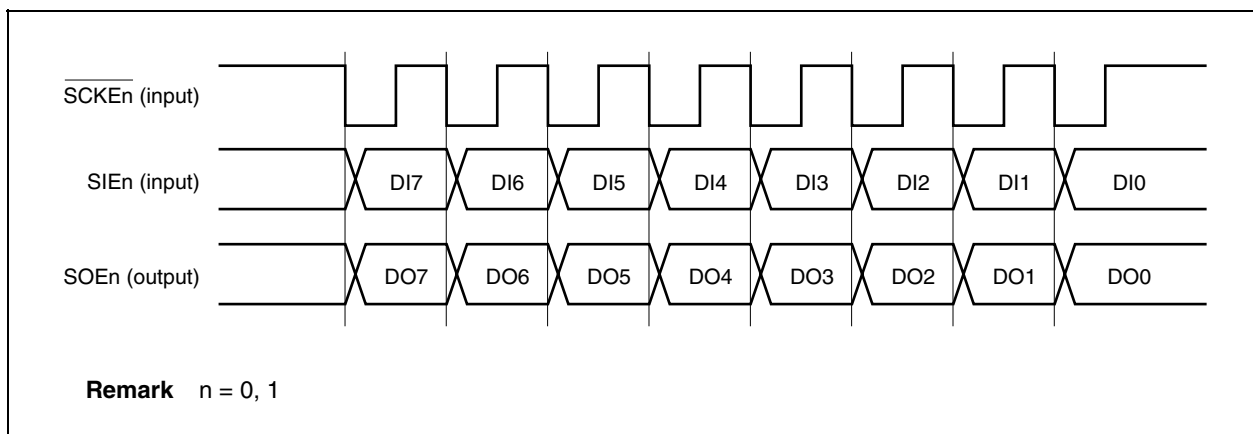 SCKEn (input)
SIEn (input) DI7 DI6 DI5 DI4 DI3 DI2 DI1 DI0
SOEn (output) DO7 DO6 DO5 DO4 DO3 DO2 DO1 DO0
Remark n = 0, 1